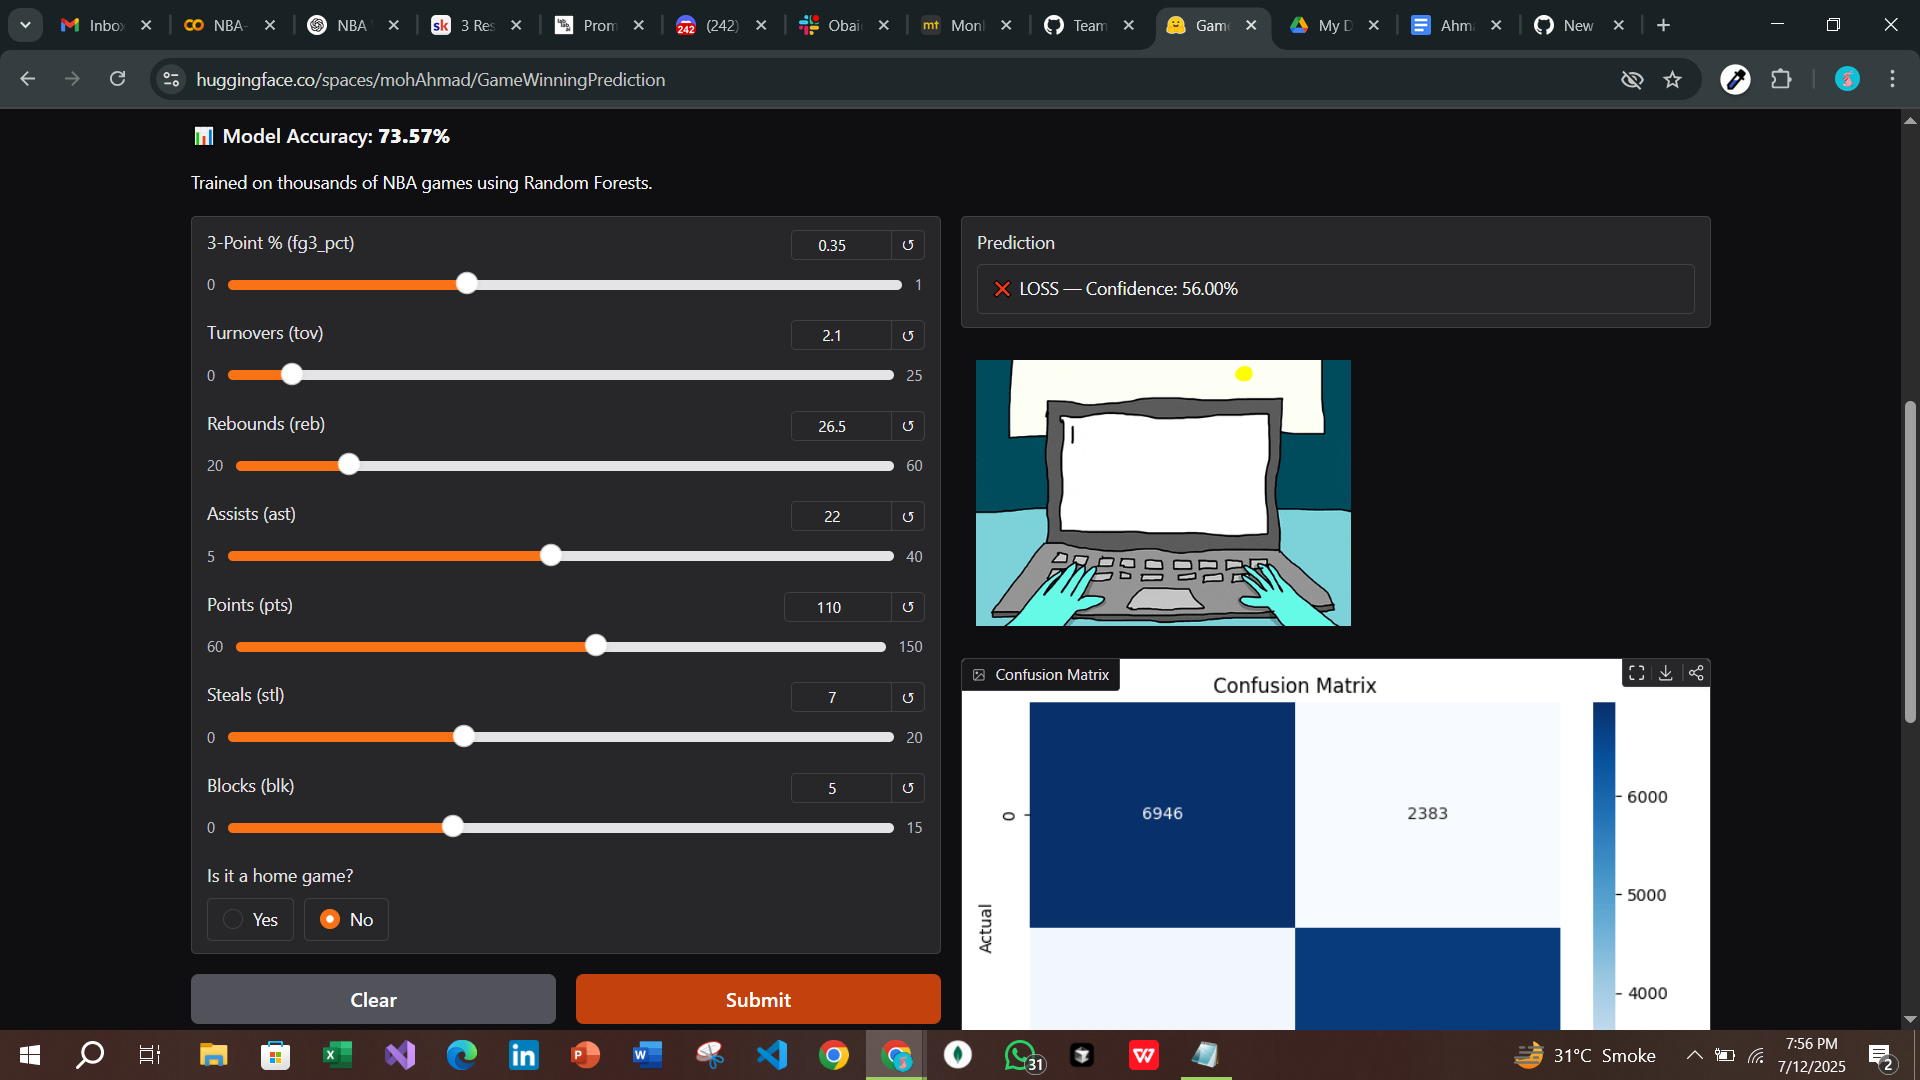 Inbox
NBA-
NBA
3 Res
Prom
(242)
Obai
Monl
Team
Game
My D
Ahma
New
huggingface.co/spaces/mohAhmad/GameWinningPrediction
📊 Model Accuracy: 73.57%
Trained on thousands of NBA games using Random Forests.
3-Point % (fg3_pct)
0.35
0
1
Turnovers (tov)
2.1
0
25
Rebounds (reb)
26.5
20
60
Assists (ast)
22
5
40
Points (pts)
110
60
150
Steals (stl)
7
0
20
Blocks (blk)
5
0
15
Is it a home game?
Yes
No
Clear
Submit
Prediction
❌ LOSS — Confidence: 56.00%
Confusion Matrix
Confusion Matrix
6946
2383
0
Actual
6000
5000
4000
31
31°C Smoke
7:56 PM
7/12/2025
2